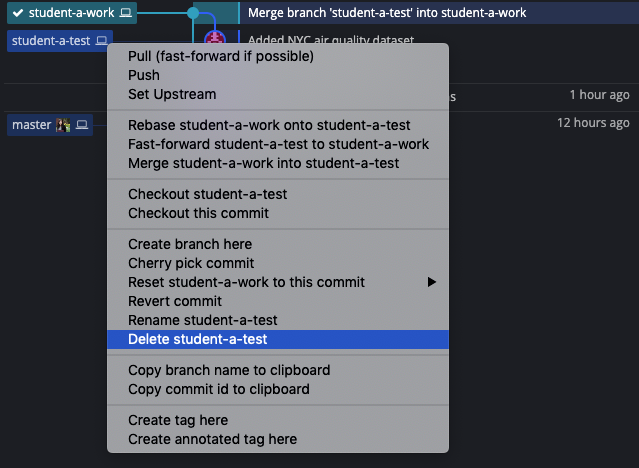 student-a-work
Merge branch 'student-a-test' into student-a-work
student-a-test
Added NYC air quality dataset
Pull (fast-forward if possible)
Push
Set Upstream
s
1 hour ago
master
12 hours ago
Rebase student-a-work onto student-a-test
Fast-forward student-a-test to student-a-work
Merge student-a-work into student-a-test
Checkout student-a-test
Checkout this commit
Create branch here
Cherry pick commit
Reset student-a-work to this commit
Revert commit
Rename student-a-test
Delete student-a-test
Copy branch name to clipboard
Copy commit id to clipboard
Create tag here
Create annotated tag here